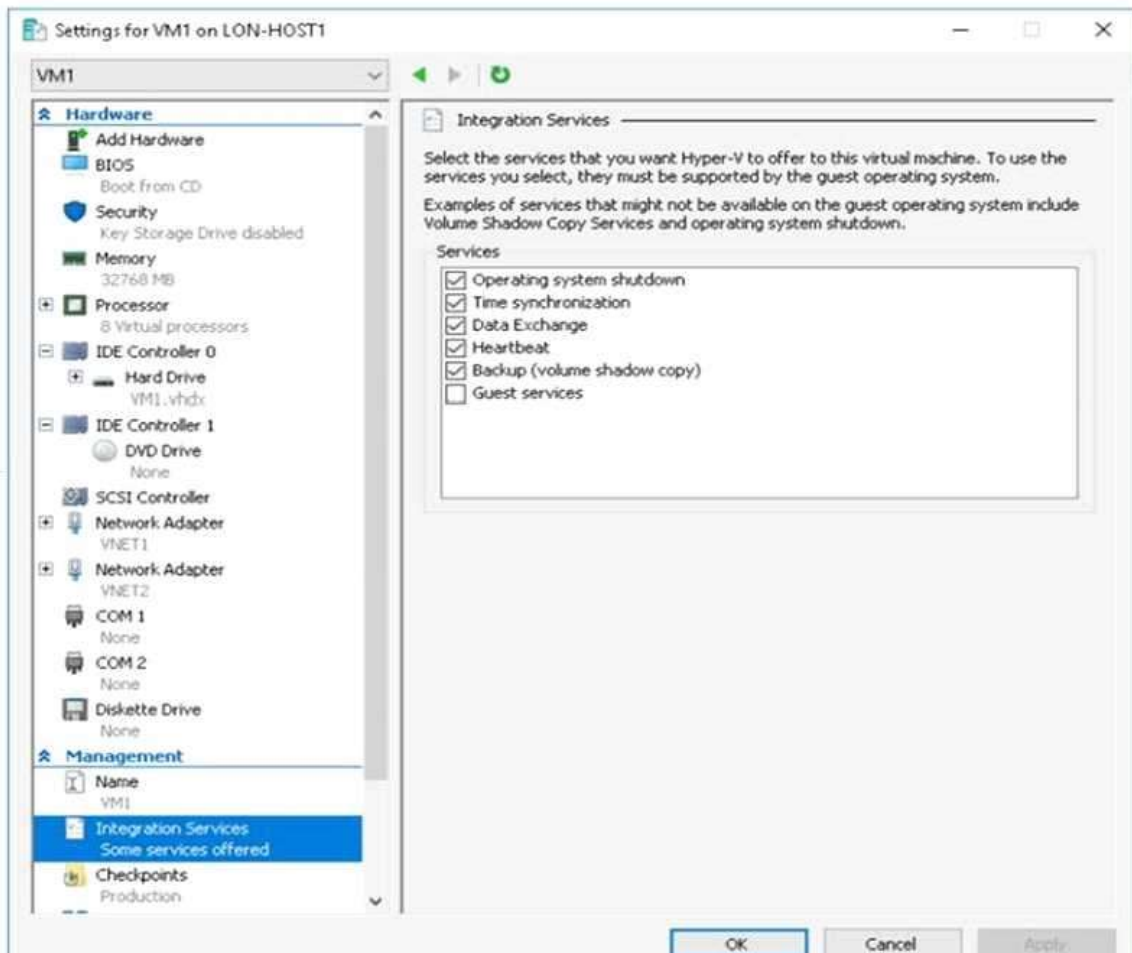 Settings for VM1 on LON-HOST1
VM1
Hardware
Add Hardware
BIOS
Boot from CD
Security
Key Storage Drive disabled
Memory
32768 MB
Processor
8 Virtual processors
IDE Controller 0
Hard Drive
VM1.vhdx
IDE Controller 1
DVD Drive
None
SCSI Controller
Network Adapter
VNET1
Network Adapter
VNET2
COM 1
None
COM 2
None
Diskette Drive
None
Management
Name
VM1
Integration Services
Some services offered
Checkpoints
Production
Integration Services
Select the services that you want Hyper-V to offer to this virtual machine. To use the
services you select, they must be supported by the guest operating system.
Examples of services that might not be available on the guest operating system include
Volume Shadow Copy Services and operating system shutdown.
Services
Operating system shutdown
Time synchronization
Data Exchange
Heartbeat
Backup (volume shadow copy)
Guest services
OK
Cancel
Apply